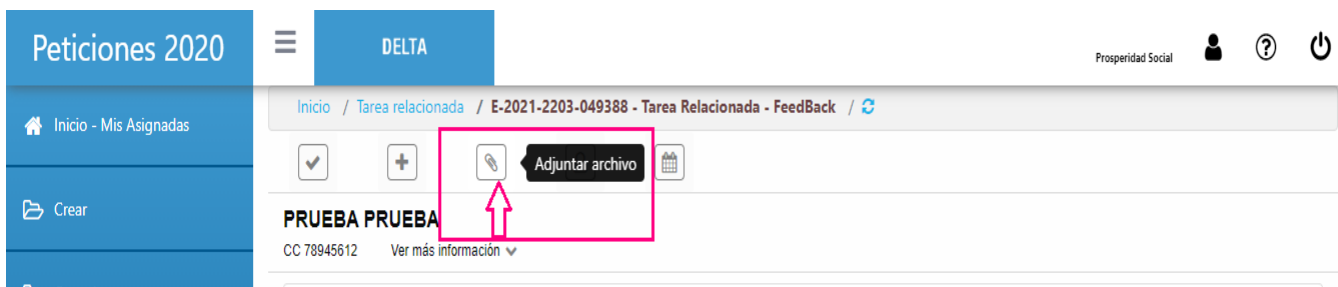 Peticiones 2020
DELTA
Prosperidad Social
Inicio / Tarea relacionada / E-2021-2203-049388 - Tarea Relacionada - FeedBack /
Inicio - Mis Asignadas
Adjuntar archivo
Crear
PRUEBA PRUEBA
CC 78945612 Ver más información